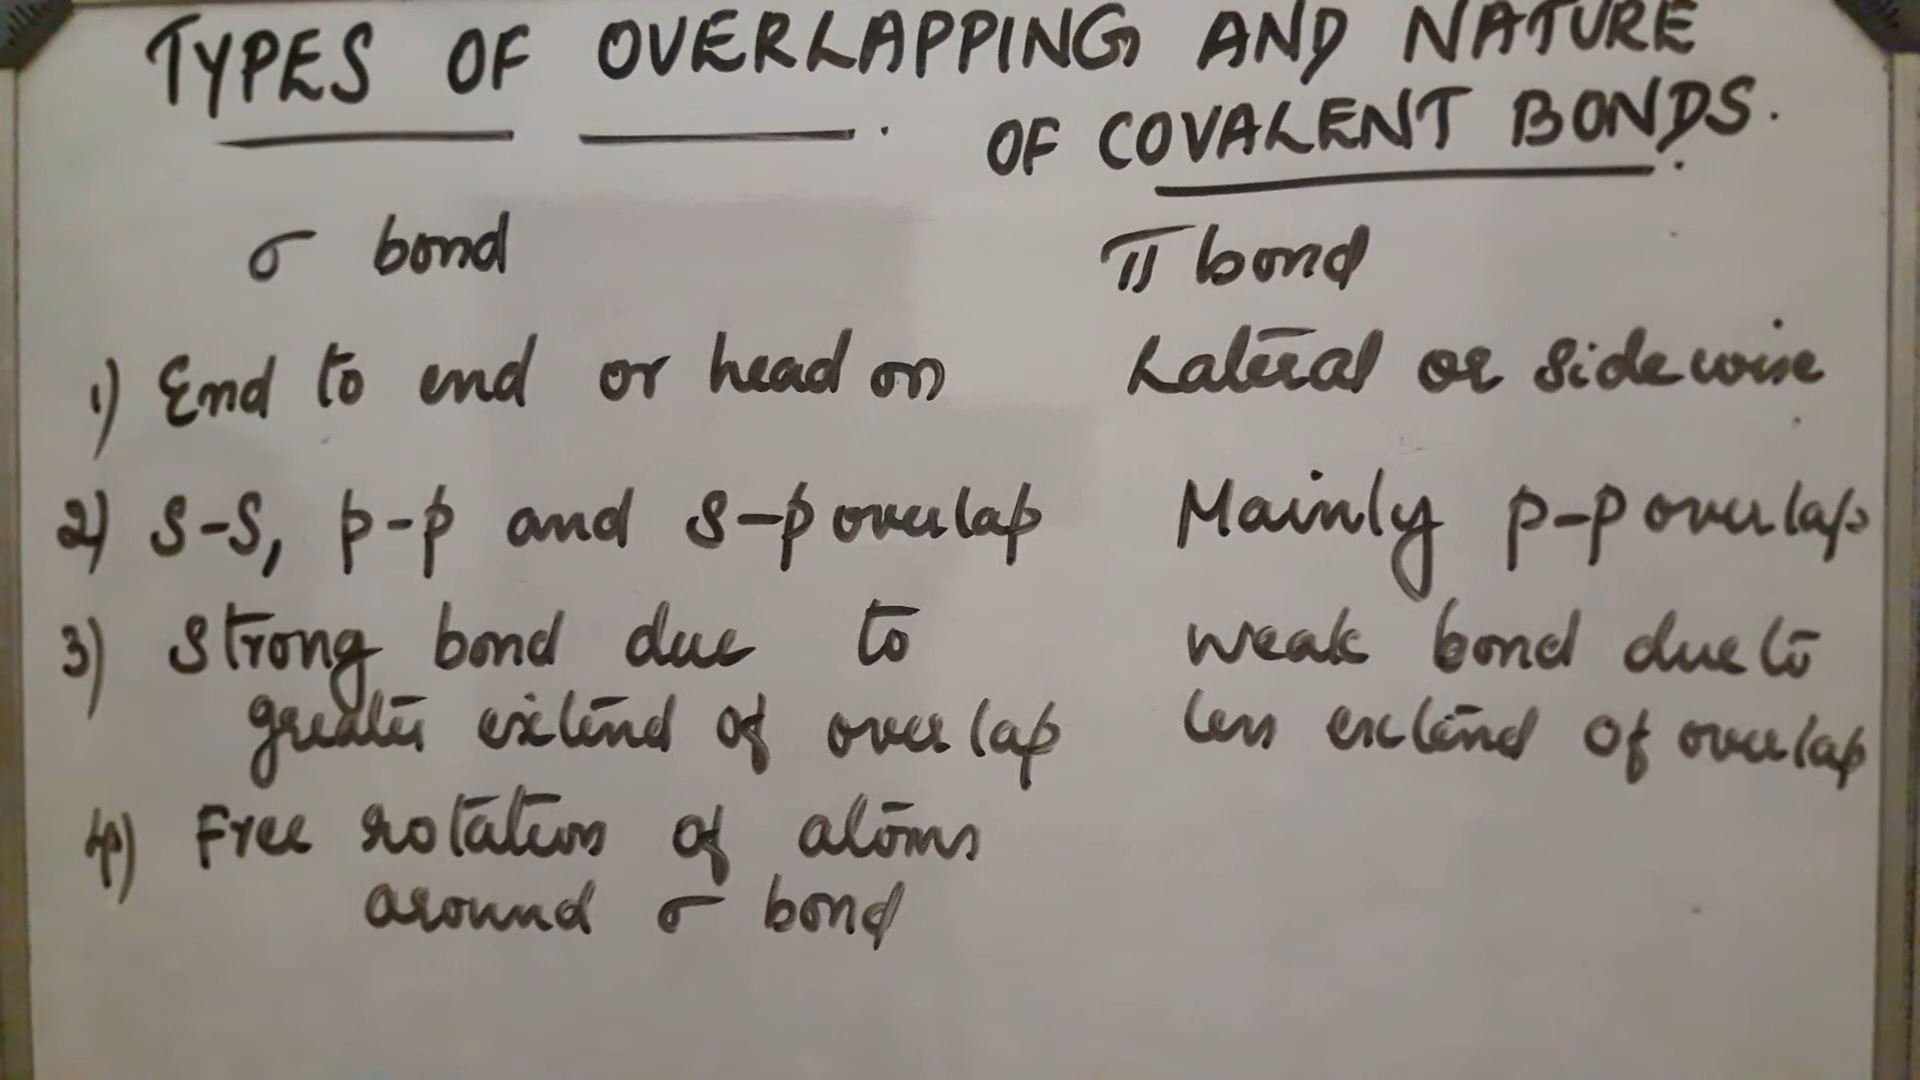 TYPES OF OVERLAPPING AND NATURE
OF COVALENT BONDS.
σ bond π bond
1) End to end or head on Lateral or sidewise
2) s-s, p-p and s-p overlap Mainly p-p overlap
3) Strong bond due to weak bond due to
greater extend of overlap less extend of overlap
4) Free rotation of atoms
around σ bond